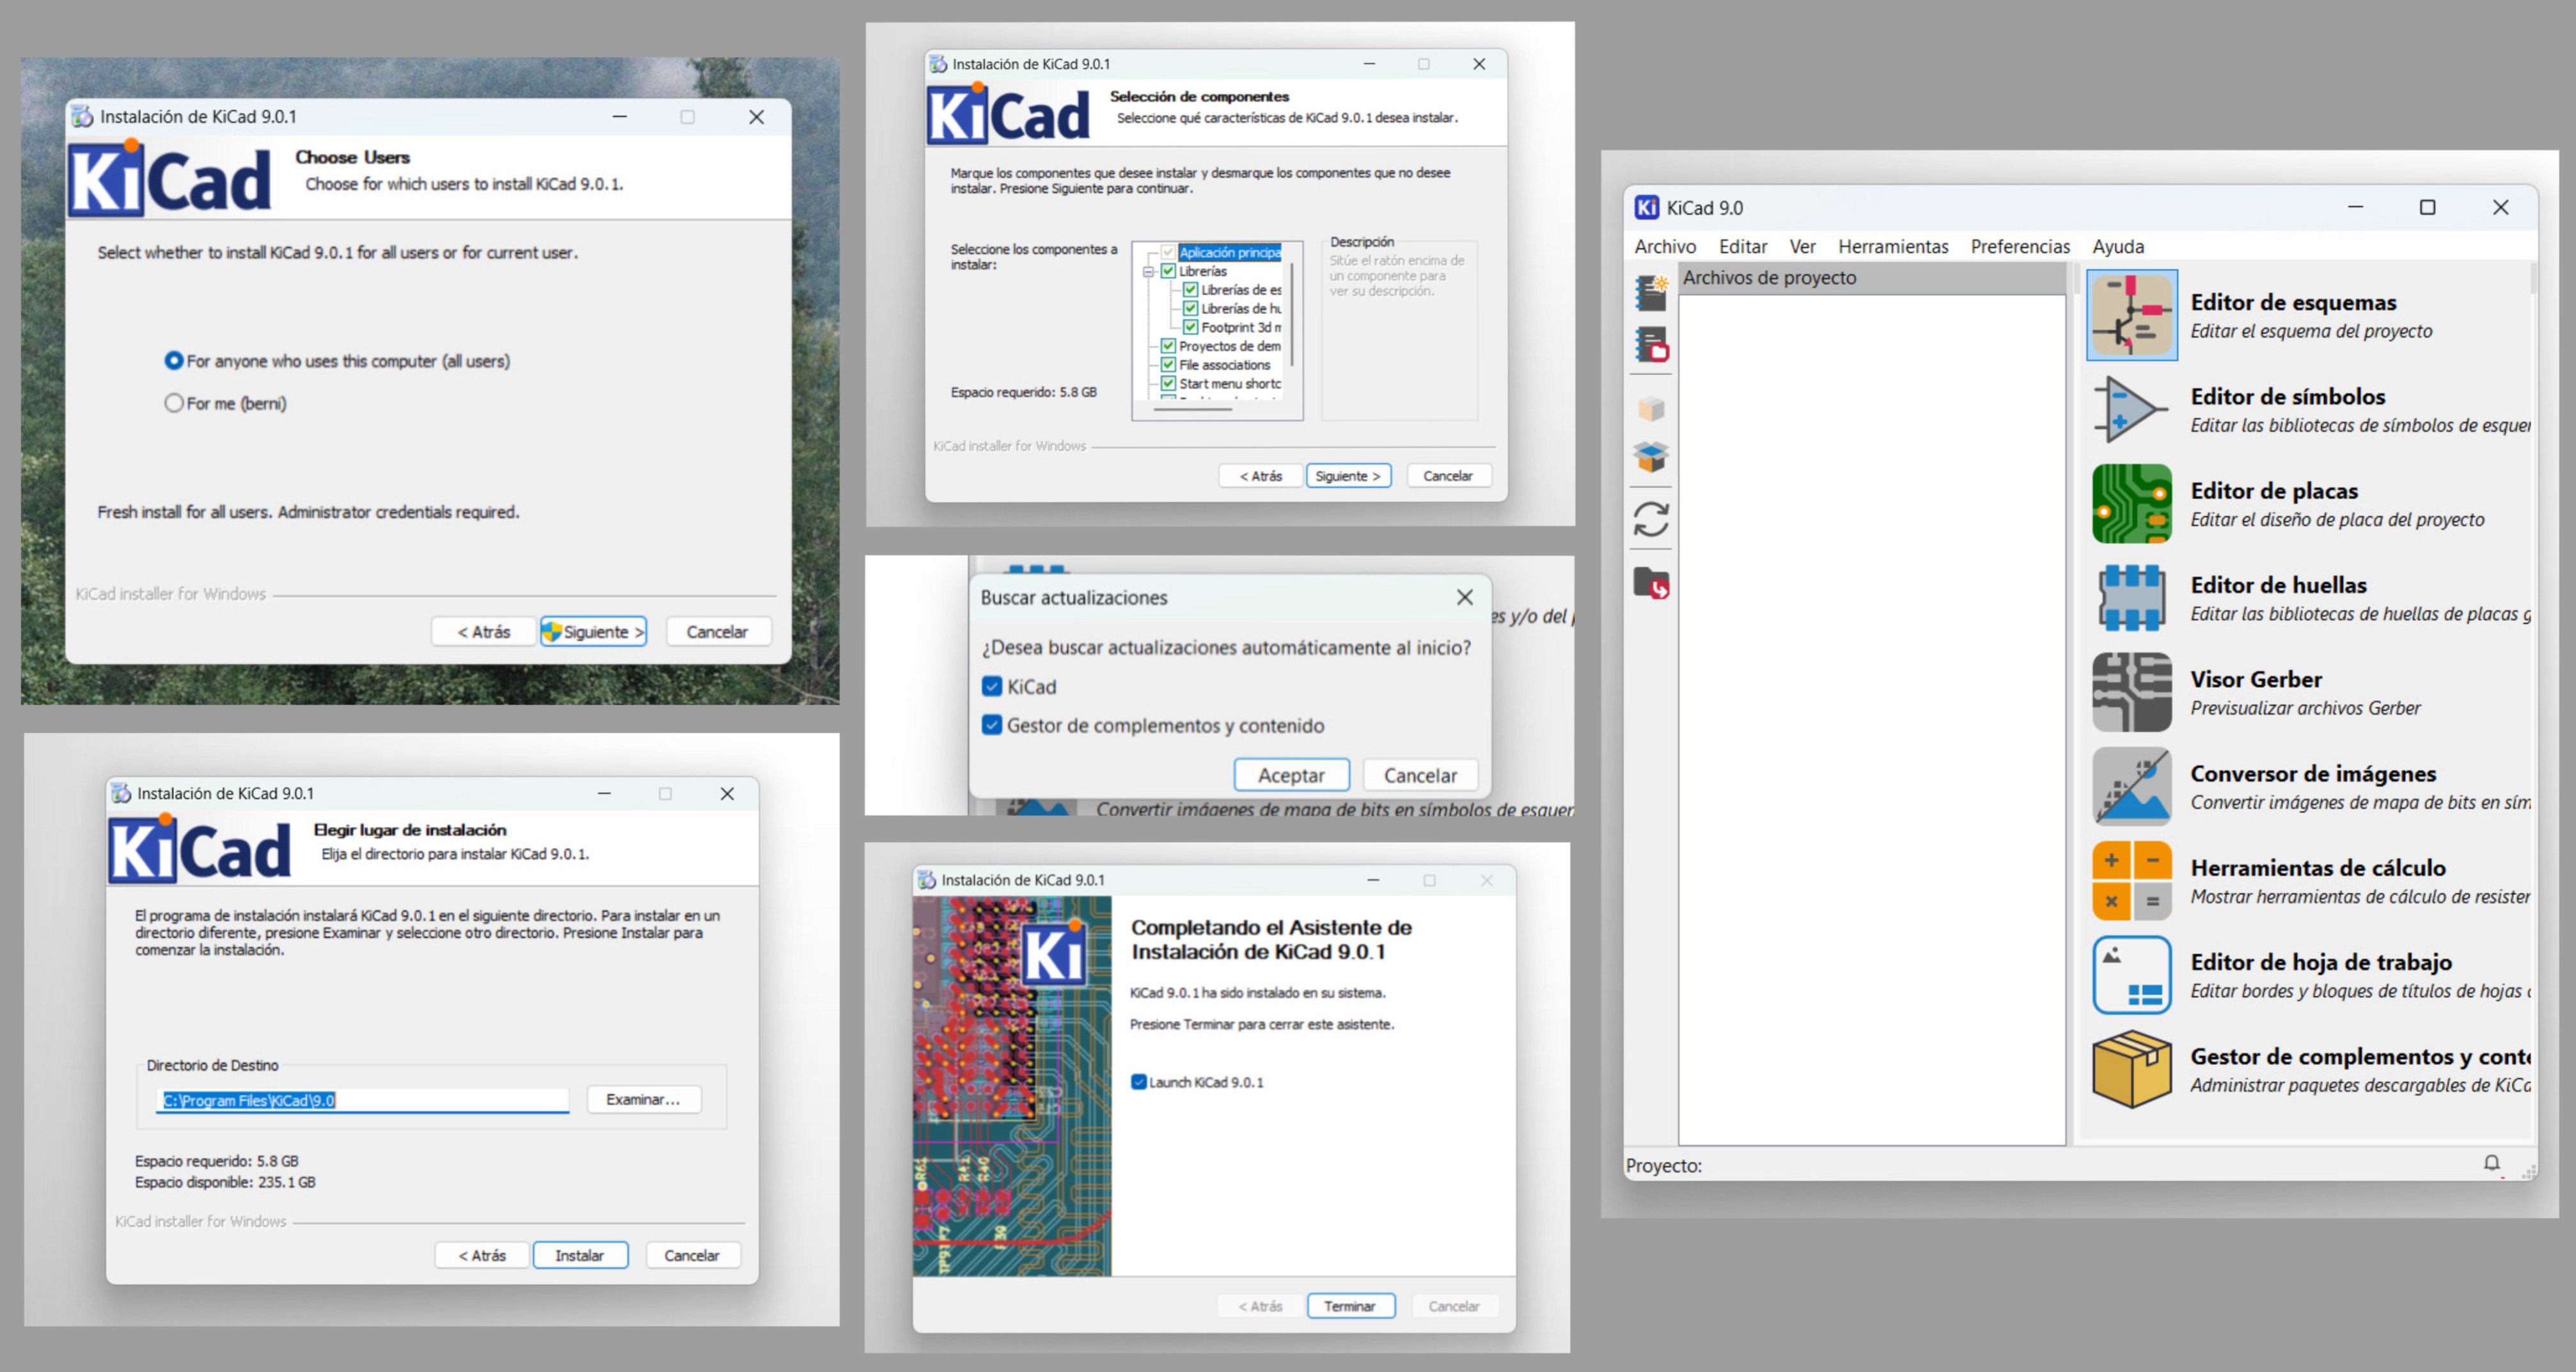 Instalación de KiCad 9.0.1
KiCad
Choose Users
Choose for which users to install KiCad 9.0.1.
Select whether to install KiCad 9.0.1 for all users or for current user.
For anyone who uses this computer (all users)
For me (berni)
Fresh install for all users. Administrator credentials required.
KiCad installer for Windows
< Atrás
Siguiente >
Cancelar
Instalación de KiCad 9.0.1
KiCad
Elegir lugar de instalación
Elija el directorio para instalar KiCad 9.0.1.
El programa de instalación instalará KiCad 9.0.1 en el siguiente directorio. Para instalar en un
directorio diferente, presione Examinar y seleccione otro directorio. Presione Instalar para
comenzar la instalación.
Directorio de Destino
C:\Program Files\KiCad\9.0
Examinar...
Espacio requerido: 5.8 GB
Espacio disponible: 235.1 GB
KiCad installer for Windows
< Atrás
Instalar
Cancelar
Instalación de KiCad 9.0.1
KiCad
Selección de componentes
Seleccione qué características de KiCad 9.0.1 desea instalar.
Marque los componentes que desee instalar y desmarque los componentes que no desee
instalar. Presione Siguiente para continuar.
Seleccione los componentes a
instalar:
Aplicación principa
Librerías
Librerías de es
Librerías de hu
Footprint 3d m
Proyectos de dem
File associations
Start menu shortc
Descripción
Sitúe el ratón encima de
un componente para
ver su descripción.
Espacio requerido: 5.8 GB
KiCad installer for Windows
< Atrás
Siguiente >
Cancelar
Buscar actualizaciones
es y/o del p
¿Desea buscar actualizaciones automáticamente al inicio?
KiCad
Gestor de complementos y contenido
Aceptar
Cancelar
Convertir imágenes de mapa de bits en símbolos de esquer
Instalación de KiCad 9.0.1
Ki
Completando el Asistente de
Instalación de KiCad 9.0.1
KiCad 9.0.1 ha sido instalado en su sistema.
Presione Terminar para cerrar este asistente.
Launch KiCad 9.0.1
< Atrás
Terminar
Cancelar
KiCad 9.0
Archivo
Editar
Ver
Herramientas
Preferencias
Ayuda
Archivos de proyecto
Editor de esquemas
Editar el esquema del proyecto
Editor de símbolos
Editar las bibliotecas de símbolos de esquer
Editor de placas
Editar el diseño de placa del proyecto
Editor de huellas
Editar las bibliotecas de huellas de placas g
Visor Gerber
Previsualizar archivos Gerber
Conversor de imágenes
Convertir imágenes de mapa de bits en sím
Herramientas de cálculo
Mostrar herramientas de cálculo de resister
Editor de hoja de trabajo
Editar bordes y bloques de títulos de hojas
Gestor de complementos y conte
Administrar paquetes descargables de KiCa
Proyecto: